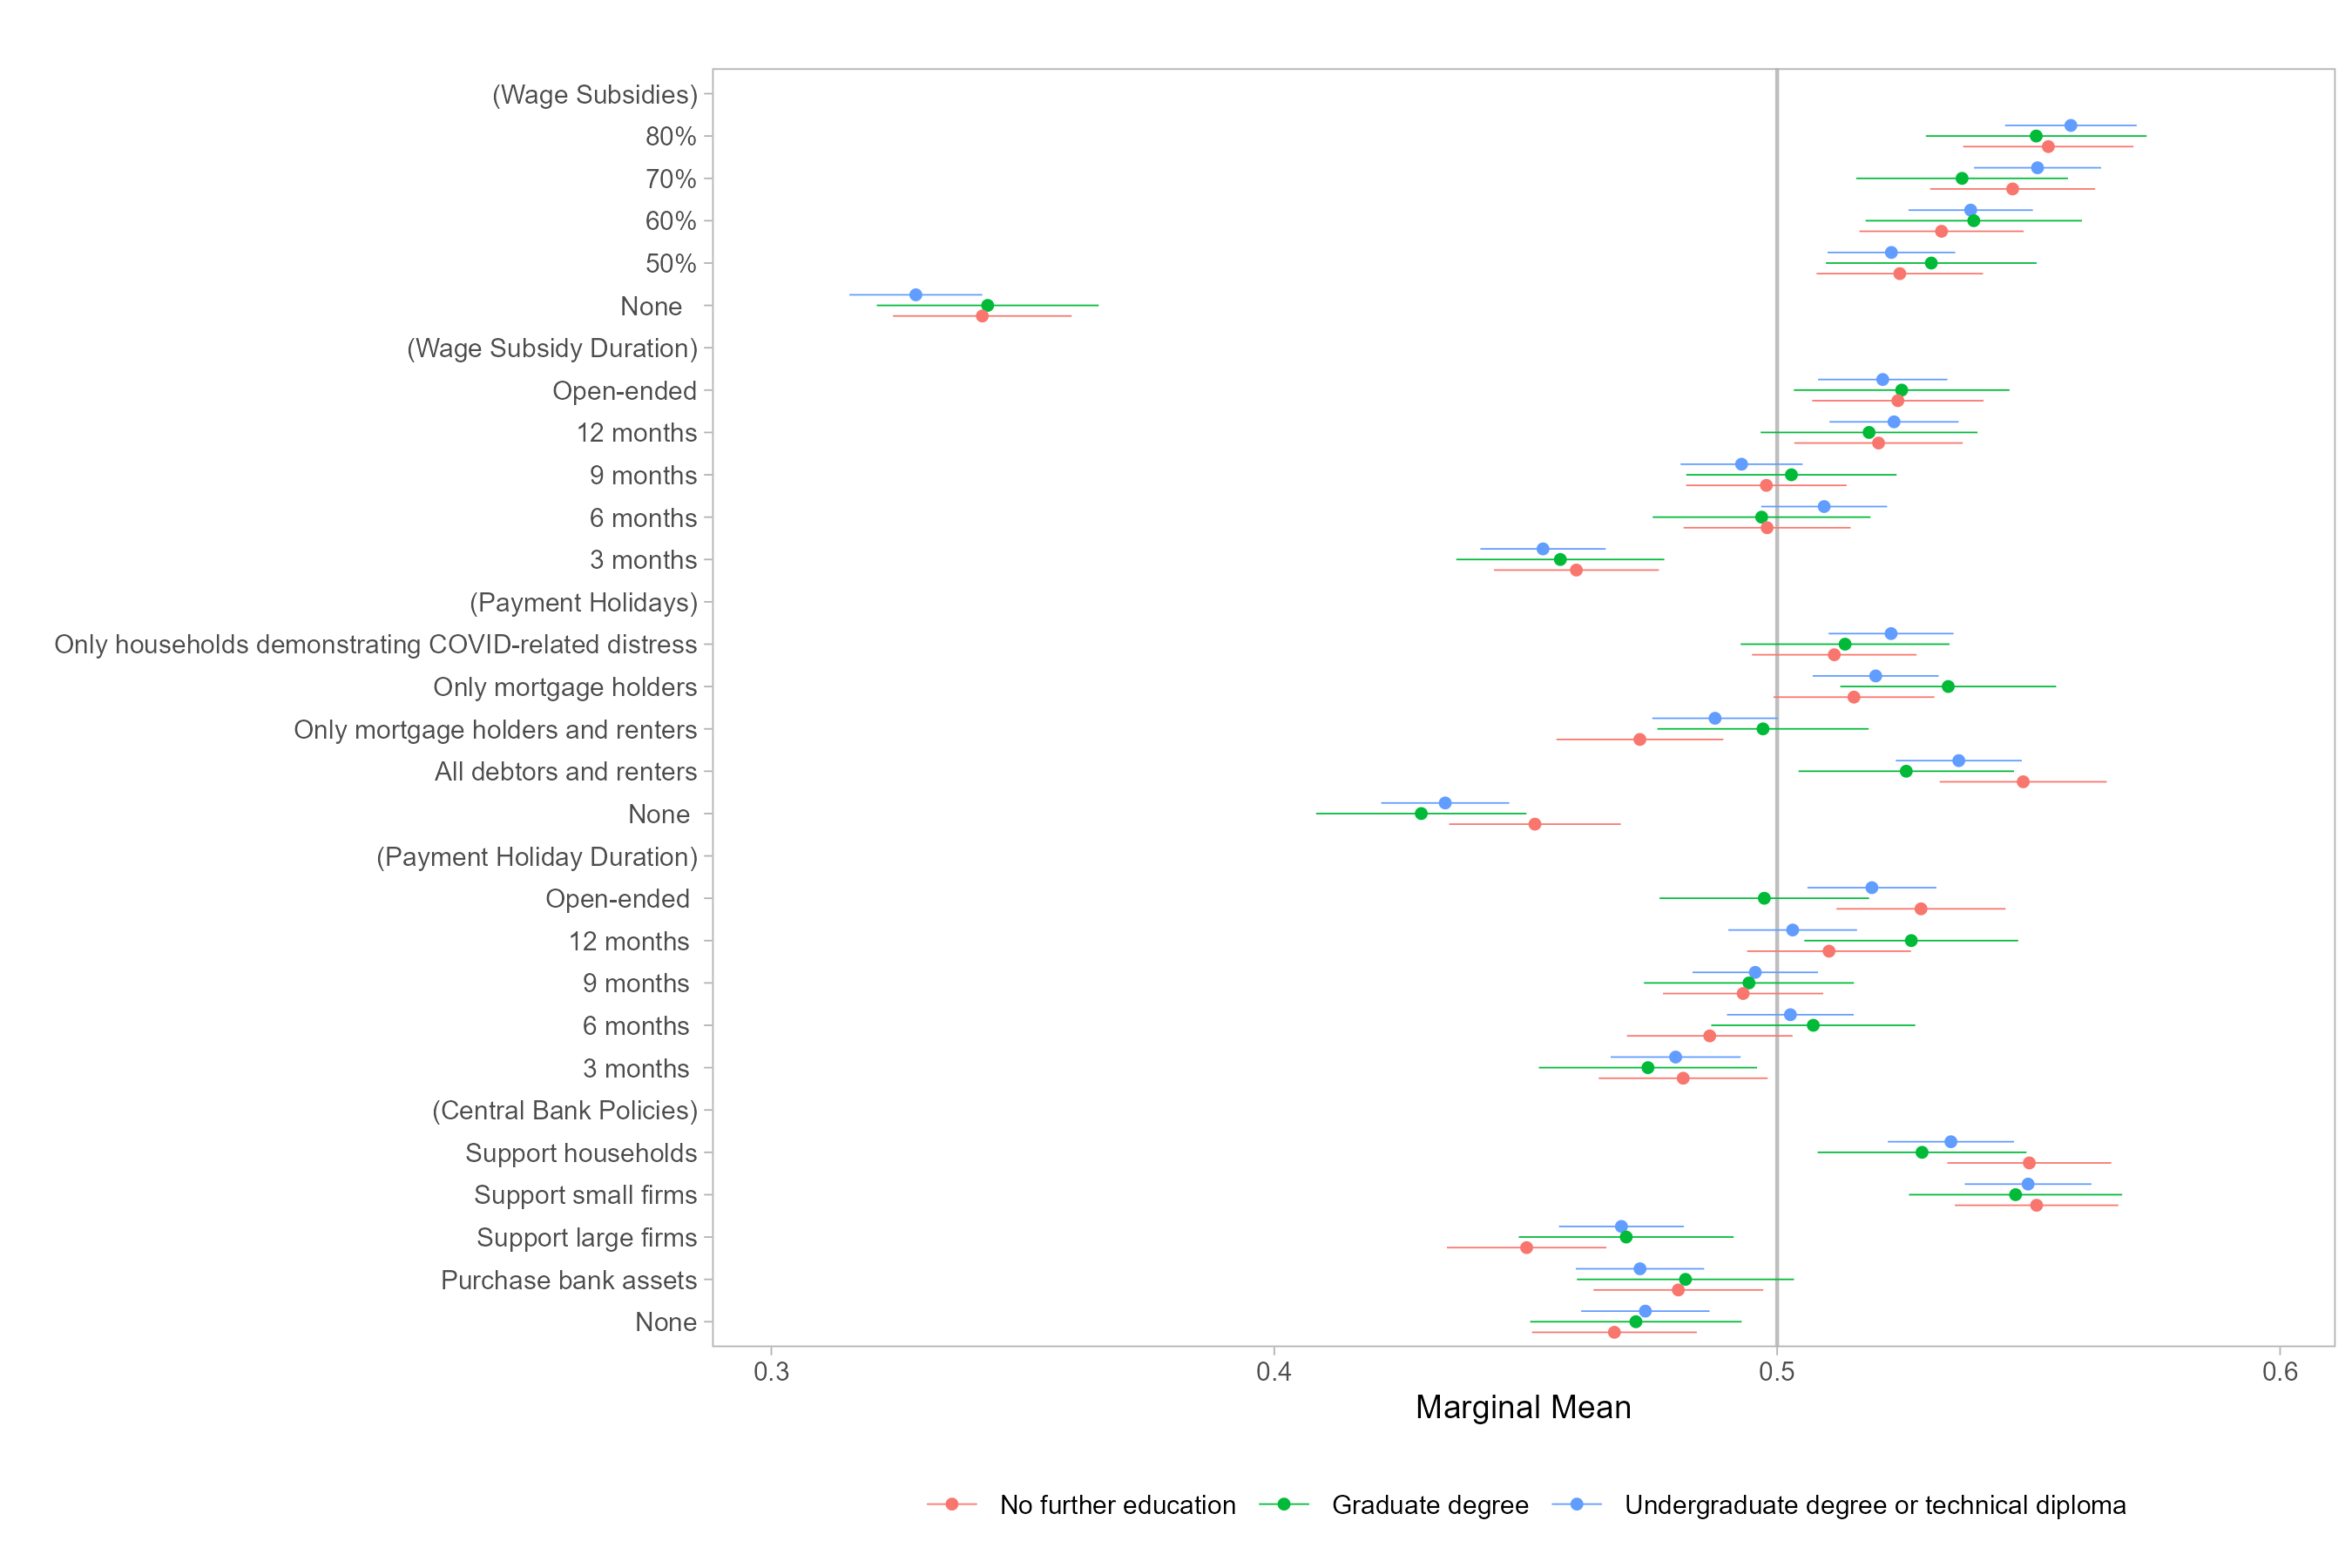 (Wage Subsidies)
80%
70%
60%
50%
None
(Wage Subsidy Duration)
Open-ended
12 months
9 months
6 months
3 months
(Payment Holidays)
Only households demonstrating COVID-related distress
Only mortgage holders
Only mortgage holders and renters
All debtors and renters
None
(Payment Holiday Duration)
Open-ended
12 months
9 months
6 months
3 months
(Central Bank Policies)
Support households
Support small firms
Support large firms
Purchase bank assets
None
0.3 0.4 0.5 0.6
Marginal Mean
No further education Graduate degree Undergraduate degree or technical diploma